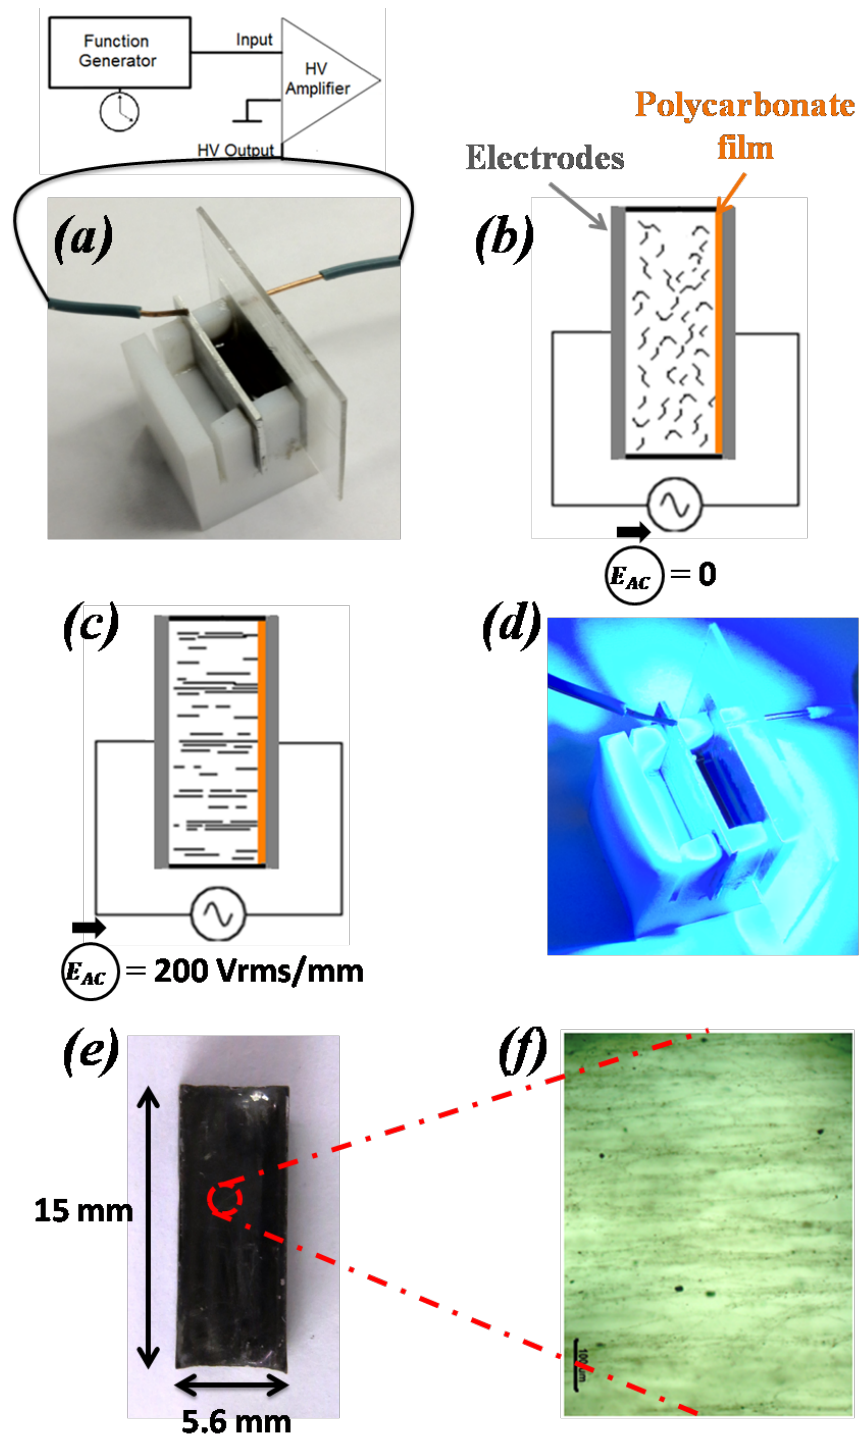 Function
Generator
Input
HV
Amplifier
HV Output
(a)
Polycarbonate
film
Electrodes
(b)
E_AC = 0
(c)
(d)
E_AC = 200 Vrms/mm
(e)
(f)
15 mm
5.6 mm
100µm